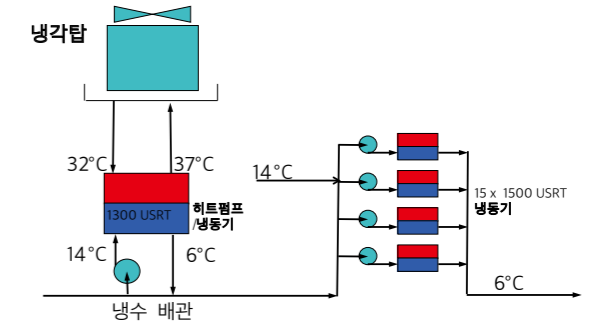 냉각탑
32°C
37°C
1300 USRT
히트펌프
/냉동기
14°C
6°C
냉수 배관
14°C
15 x 1500 USRT
냉동기
6°C